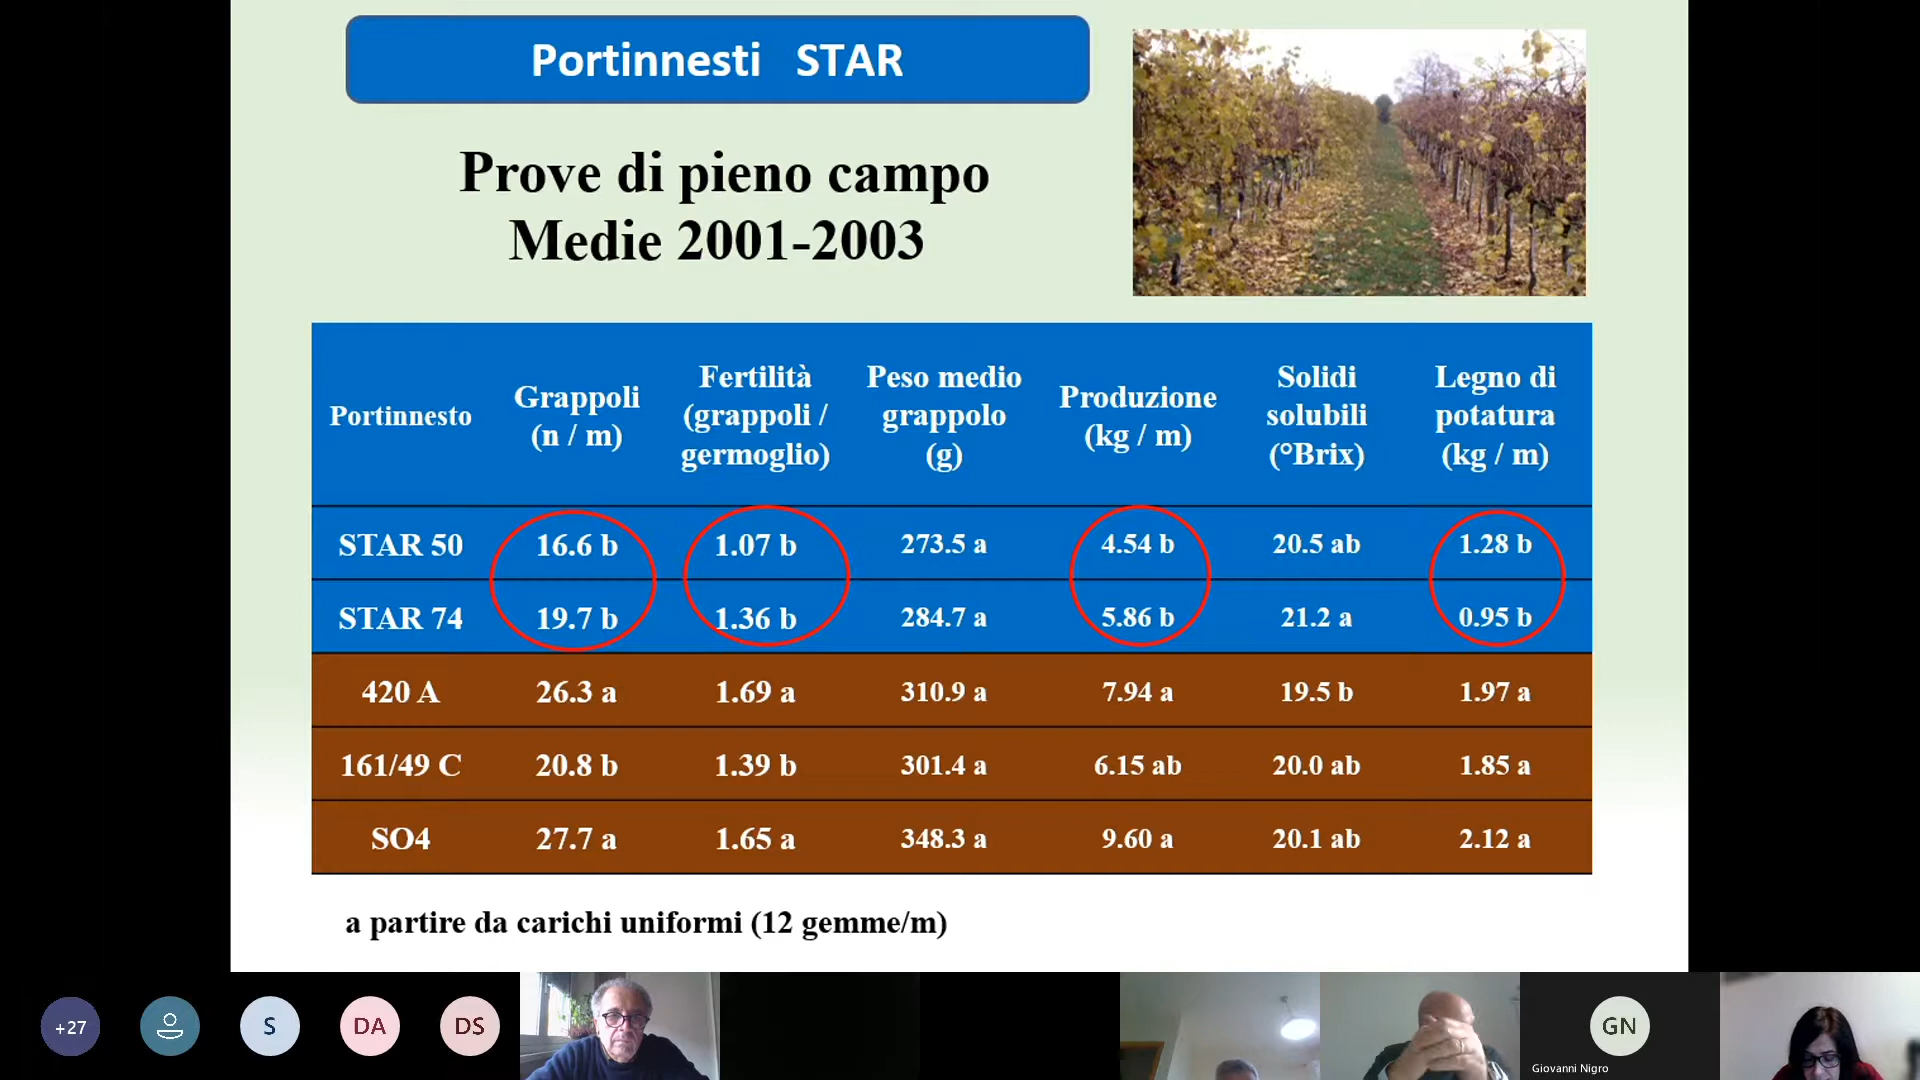 Portinnesti STAR
Prove di pieno campo
Medie 2001-2003
Portinnesto
Grappoli
(n / m)
Fertilità
(grappoli /
germoglio)
Peso medio
grappolo
(g)
Produzione
(kg / m)
Solidi
solubili
(°Brix)
Legno di
potatura
(kg / m)
STAR 50 16.6 b 1.07 b 273.5 a 4.54 b 20.5 ab 1.28 b
STAR 74 19.7 b 1.36 b 284.7 a 5.86 b 21.2 a 0.95 b
420 A 26.3 a 1.69 a 310.9 a 7.94 a 19.5 b 1.97 a
161/49 C 20.8 b 1.39 b 301.4 a 6.15 ab 20.0 ab 1.85 a
SO4 27.7 a 1.65 a 348.3 a 9.60 a 20.1 ab 2.12 a
a partire da carichi uniformi (12 gemme/m)
+27
S
DA
DS
GN
Giovanni Nigro